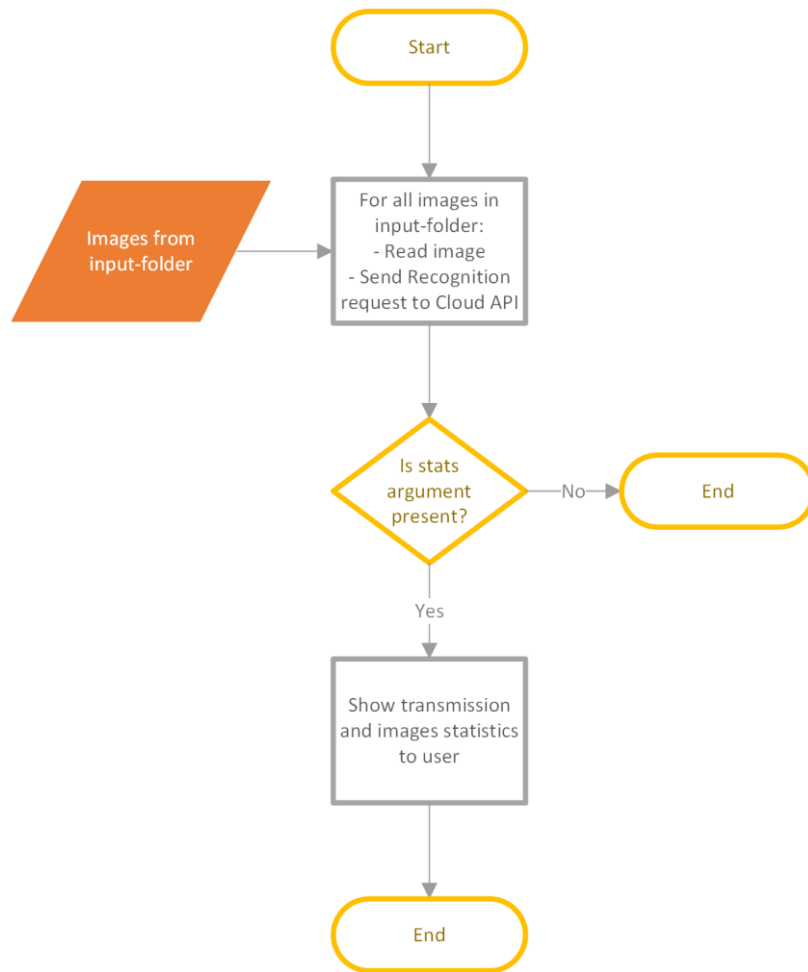 Start
Images from
input-folder
For all images in
input-folder:
- Read image
- Send Recognition
request to Cloud API
Is stats
argument
present?
No
End
Yes
Show transmission
and images statistics
to user
End